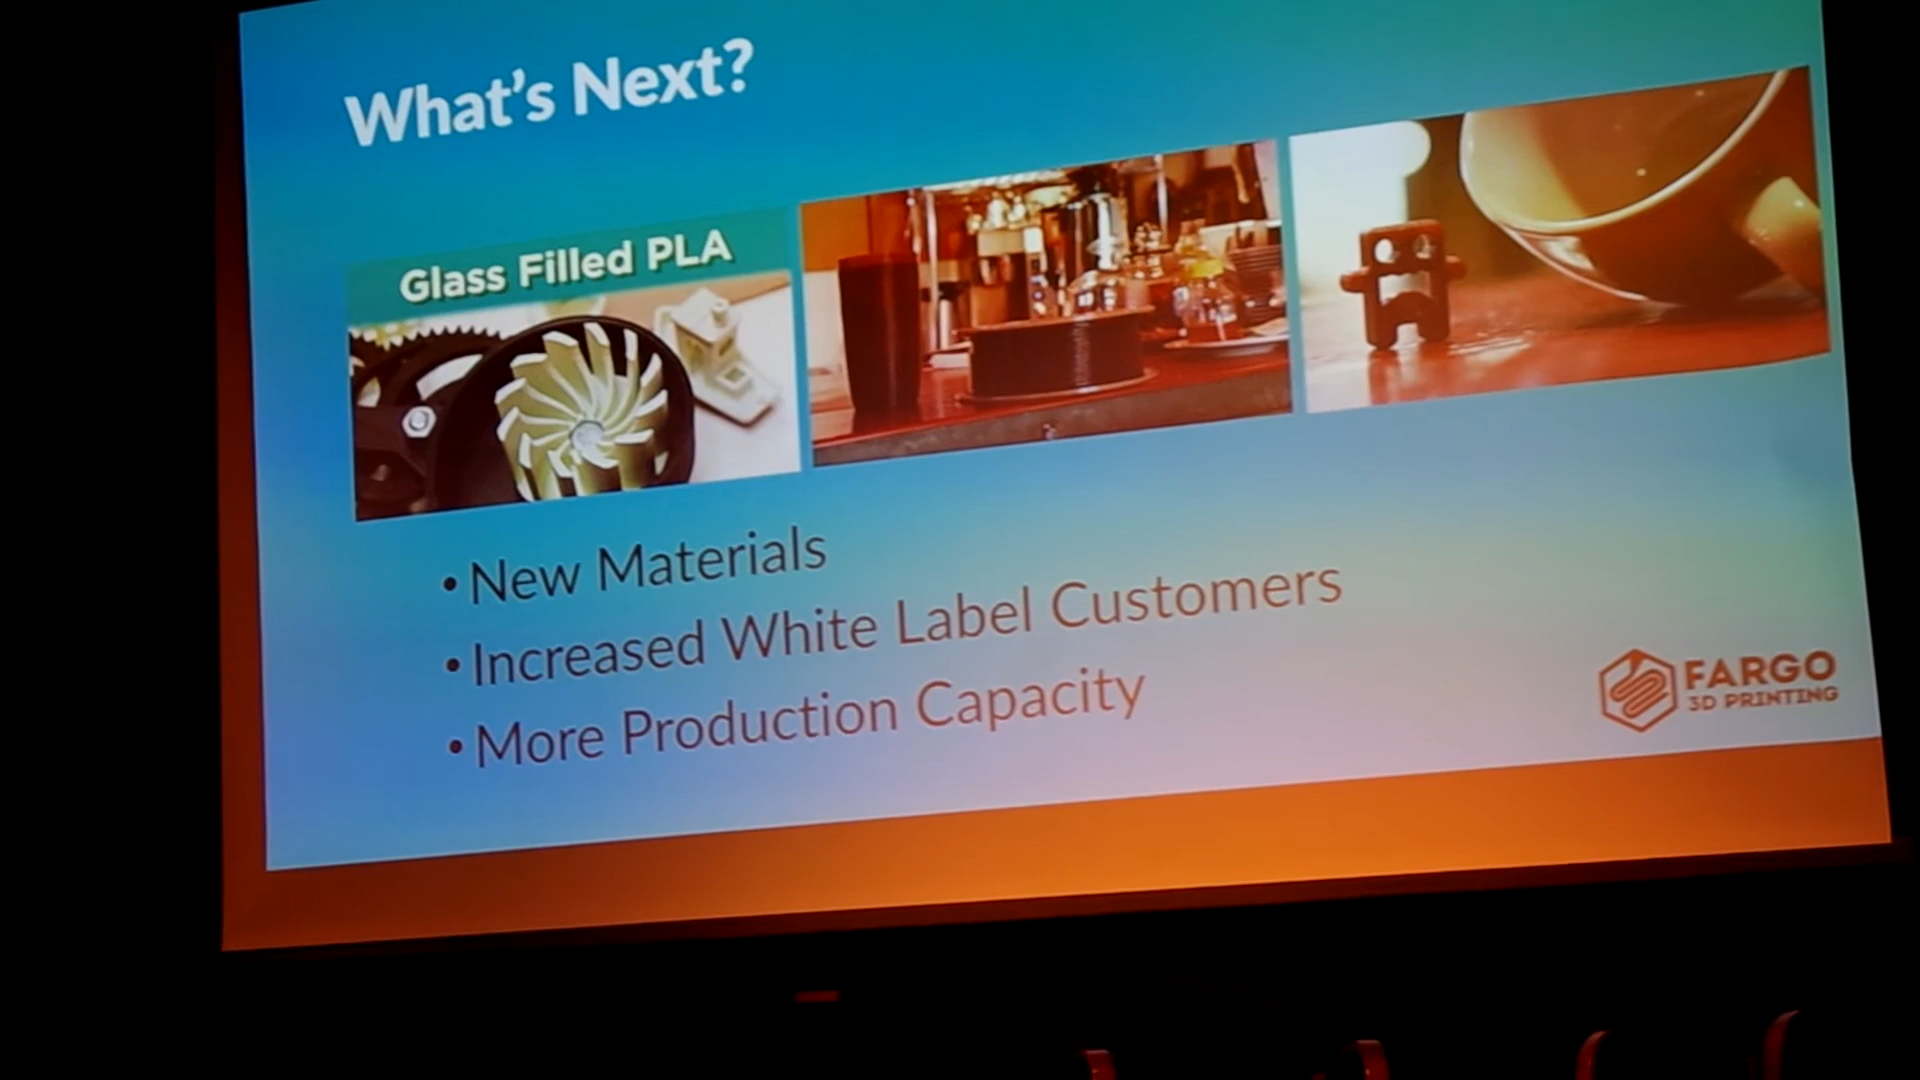 What's Next?
Glass Filled PLA
• New Materials
• Increased White Label Customers
• More Production Capacity
FARGO
3D PRINTING